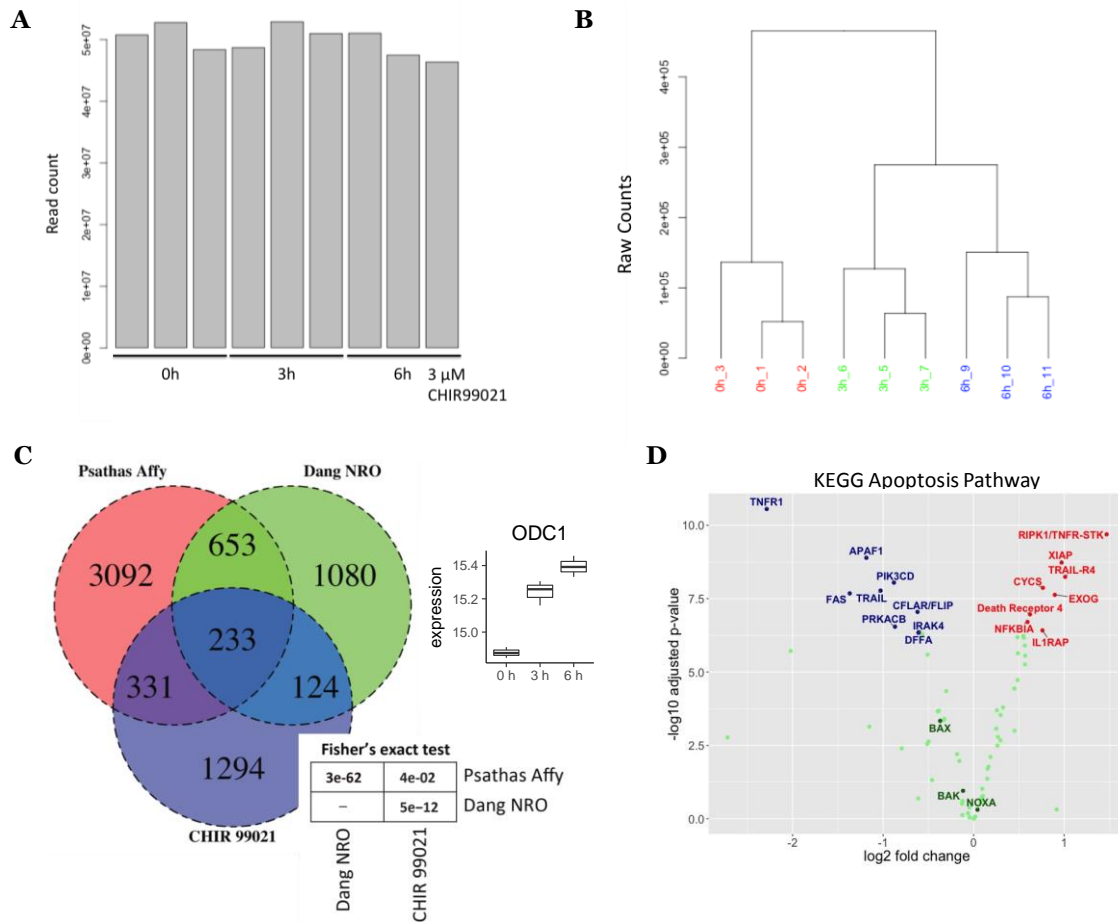 A
Read count
5e+07
4e+07
3e+07
2e+07
1e+07
0e+00
0h
3h
6h
3 μM
CHIR99021
B
Raw Counts
4e+05
3e+05
2e+05
1e+05
0e+00
0h_3
0h_1
0h_2
3h_6
3h_5
3h_7
6h_9
6h_10
6h_11
C
Psathas Affy
Dang NRO
3092
653
1080
233
331
124
1294
CHIR 99021
Fisher's exact test
3e-62
4e-02
Psathas Affy
–
5e–12
Dang NRO
Dang NRO
CHIR 99021
ODC1
expression
15.4
15.2
15.0
0 h
3 h
6 h
D
KEGG Apoptosis Pathway
-log10 adjusted p-value
10.0
7.5
5.0
2.5
0.0
-2
-1
0
1
log2 fold change
TNFR1
RIPK1/TNFR-STK
APAF1
XIAP
TRAIL-R4
PIK3CD
CYCS
FAS
TRAIL
EXOG
CFLAR/FLIP
Death Receptor 4
PRKACB
IRAK4
NFKBIA
DFFA
IL1RAP
BAX
BAK
NOXA